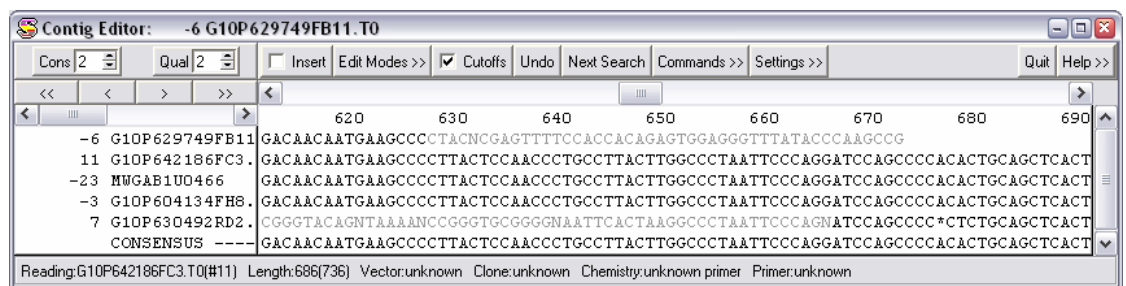 Contig Editor: -6 G10P629749FB11.T0
Cons 2 Qual 2 Insert Edit Modes >> Cutoffs Undo Next Search Commands >> Settings >> Quit Help >>
<< < > >>
620 630 640 650 660 670 680 690
-6 G10P629749FB11 GACAACAATGAAGCCCCTACNCGAGTTTTCCACCACAGAGTGGAGGGTTTATACCCAAGCCG
11 G10P642186FC3. GACAACAATGAAGCCCCTTACTCCAACCCTGCCTTACTTGGCCCTAATTCCCAGGATCCAGCCCCACACTGCAGCTCACT
-23 MWGAB1U0466 GACAACAATGAAGCCCCTTACTCCAACCCTGCCTTACTTGGCCCTAATTCCCAGGATCCAGCCCCACACTGCAGCTCACT
-3 G10P604134FH8. GACAACAATGAAGCCCCTTACTCCAACCCTGCCTTACTTGGCCCTAATTCCCAGGATCCAGCCCCACACTGCAGCTCACT
7 G10P630492RD2. CGGGTACAGNTAAAANCCGGGTGCGGGGNAATTCACTAAGGCCCTAATTCCCAGNATCCAGCCCC*CTCTGCAGCTCACT
CONSENSUS ---- GACAACAATGAAGCCCCTTACTCCAACCCTGCCTTACTTGGCCCTAATTCCCAGGATCCAGCCCCACACTGCAGCTCACT
Reading:G10P642186FC3.T0(#11) Length:686(736) Vector:unknown Clone:unknown Chemistry:unknown primer Primer:unknown